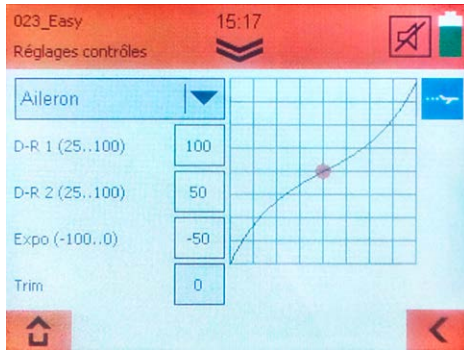 023_Easy
15:17
Réglages contrôles
Aileron
D-R 1 (25..100) 100
D-R 2 (25..100) 50
Expo (-100..0) -50
Trim 0